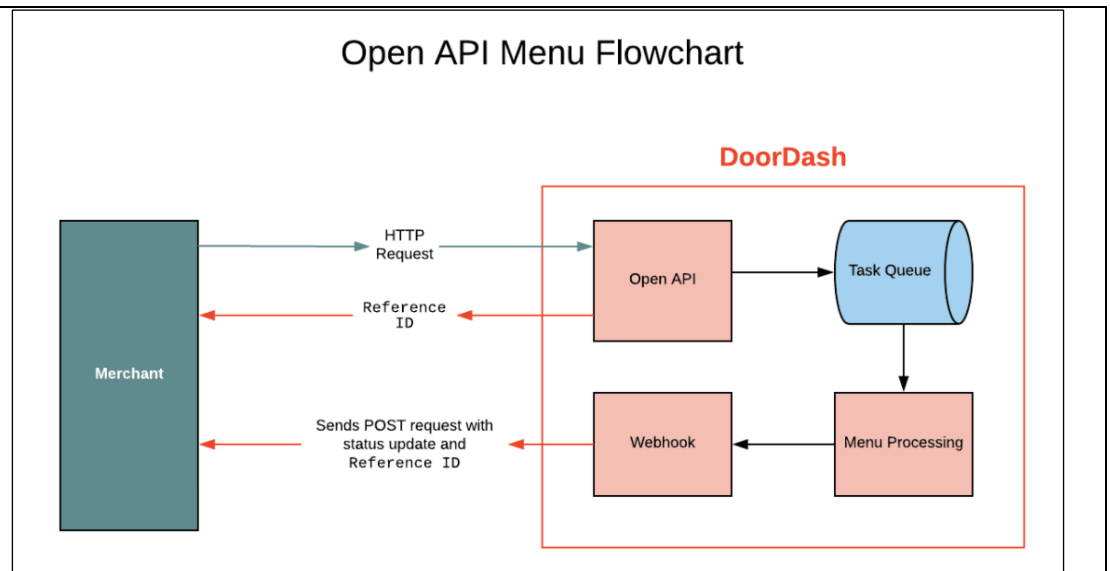 Open API Menu Flowchart
DoorDash
HTTP
Request
Open API
Task Queue
Reference
ID
Merchant
Sends POST request with
status update and
Reference ID
Webhook
Menu Processing